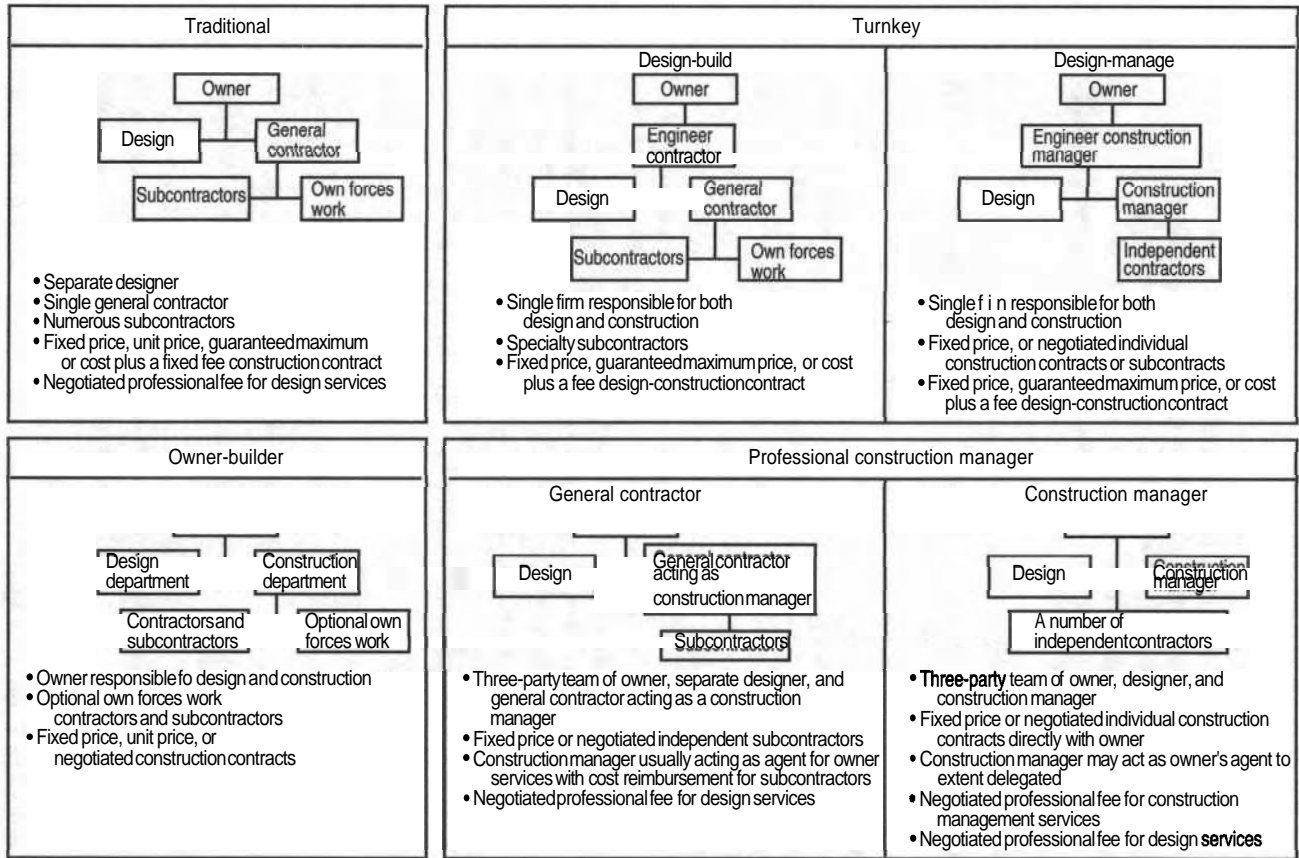 Traditional
Owner
Design
General
contractor
Subcontractors
Own forces
work
• Separate designer
• Single general contractor
• Numerous subcontractors
• Fixed price, unit price, guaranteed maximum
or cost plus a fixed fee construction contract
• Negotiated professional fee for design services
Turnkey
Design-build
Owner
Engineer
contractor
Design
General
contractor
Subcontractors
Own forces
work
• Single firm responsible for both
design and construction
• Specialty subcontractors
• Fixed price, guaranteed maximum price, or cost
plus a fee design-construction contract
Design-manage
Owner
Engineer construction
manager
Design
Construction
manager
Independent
contractors
• Single f i n responsible for both
design and construction
• Fixed price, or negotiated individual
construction contracts or subcontracts
• Fixed price, guaranteed maximum price, or cost
plus a fee design-construction contract
Owner-builder
Design
department
Construction
department
Contractors and
subcontractors
Optional own
forces work
• Owner responsible fo design and construction
• Optional own forces work
contractors and subcontractors
• Fixed price, unit price, or
negotiated construction contracts
Professional construction manager
General contractor
Design
General contractor
acting as
construction manager
Subcontractors
• Three-party team of owner, separate designer, and
general contractor acting as a construction
manager
• Fixed price or negotiated independent subcontractors
• Construction manager usually acting as agent for owner
services with cost reimbursement for subcontractors
• Negotiated professional fee for design services
Construction manager
Design
Construction
manager
A number of
independent contractors
• Three-party team of owner, designer, and
construction manager
• Fixed price or negotiated individual construction
contracts directly with owner
• Construction manager may act as owner's agent to
extent delegated
• Negotiated professional fee for construction
management services
• Negotiated professional fee for design services